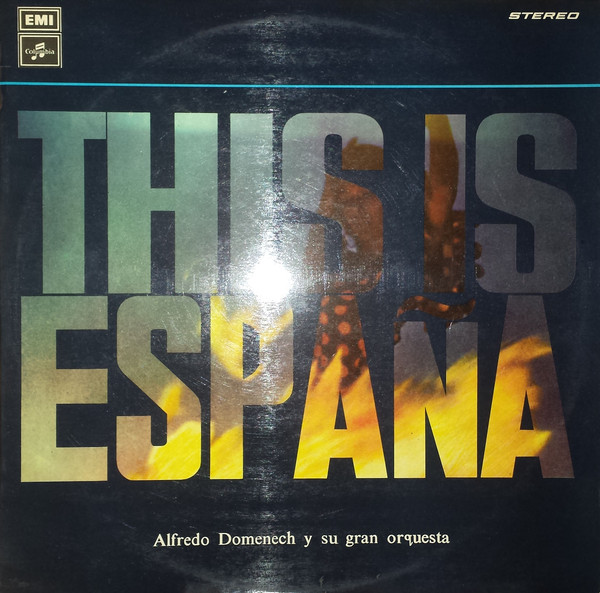 EMI
STEREO
Columbia
THIS IS
ESPAÑA
Alfredo Domenech y su gran orquesta